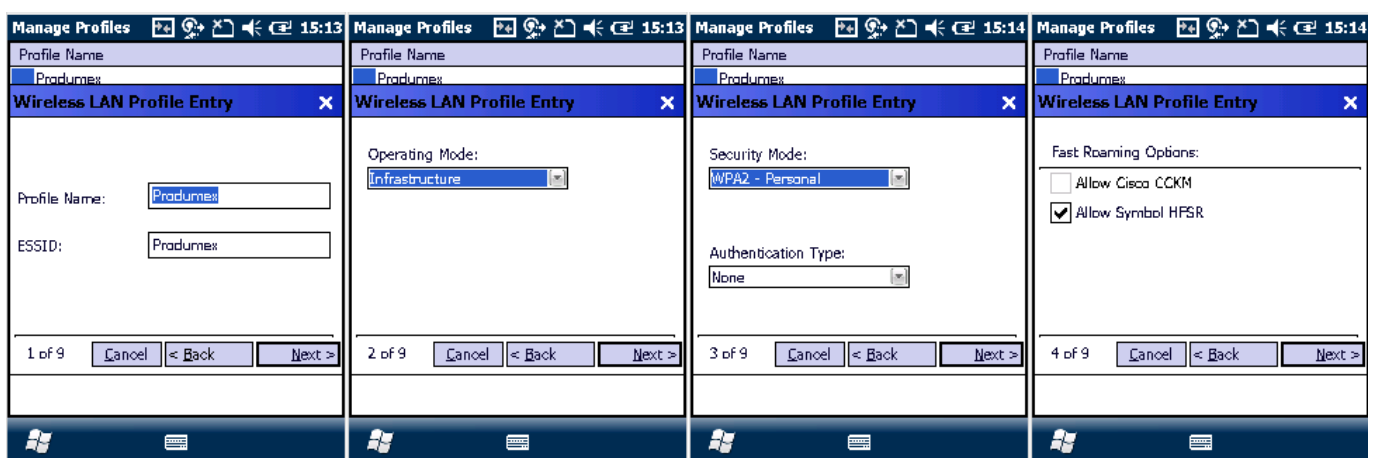 Manage Profiles 15:13
Profile Name
Produmex
Wireless LAN Profile Entry
Profile Name: Produmex
ESSID: Produmex
1 of 9 Cancel < Back Next >
Manage Profiles 15:13
Profile Name
Produmex
Wireless LAN Profile Entry
Operating Mode:
Infrastructure
2 of 9 Cancel < Back Next >
Manage Profiles 15:14
Profile Name
Produmex
Wireless LAN Profile Entry
Security Mode:
WPA2 - Personal
Authentication Type:
None
3 of 9 Cancel < Back Next >
Manage Profiles 15:14
Profile Name
Produmex
Wireless LAN Profile Entry
Fast Roaming Options:
Allow Cisco CCKM
Allow Symbol HFSR
4 of 9 Cancel < Back Next >